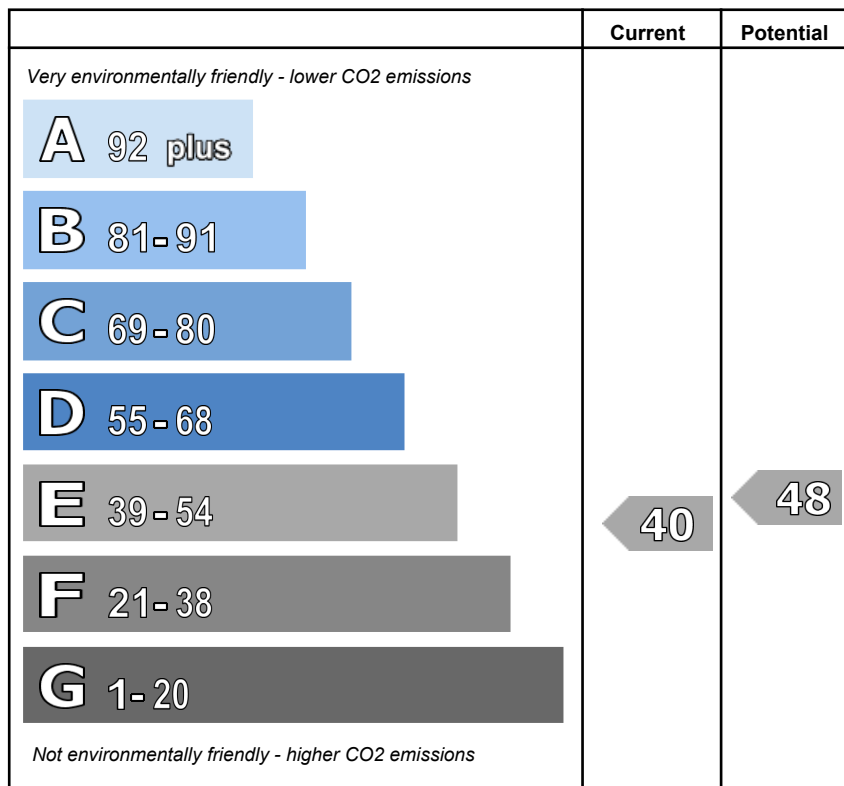 Current Potential
Very environmentally friendly - lower CO2 emissions
A 92 plus
B 81-91
C 69-80
D 55-68
E 39-54
40
48
F 21-38
G 1-20
Not environmentally friendly - higher CO2 emissions